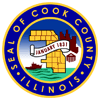 SEAL OF COOK COUNTY
JANUARY 1831
ILLINOIS